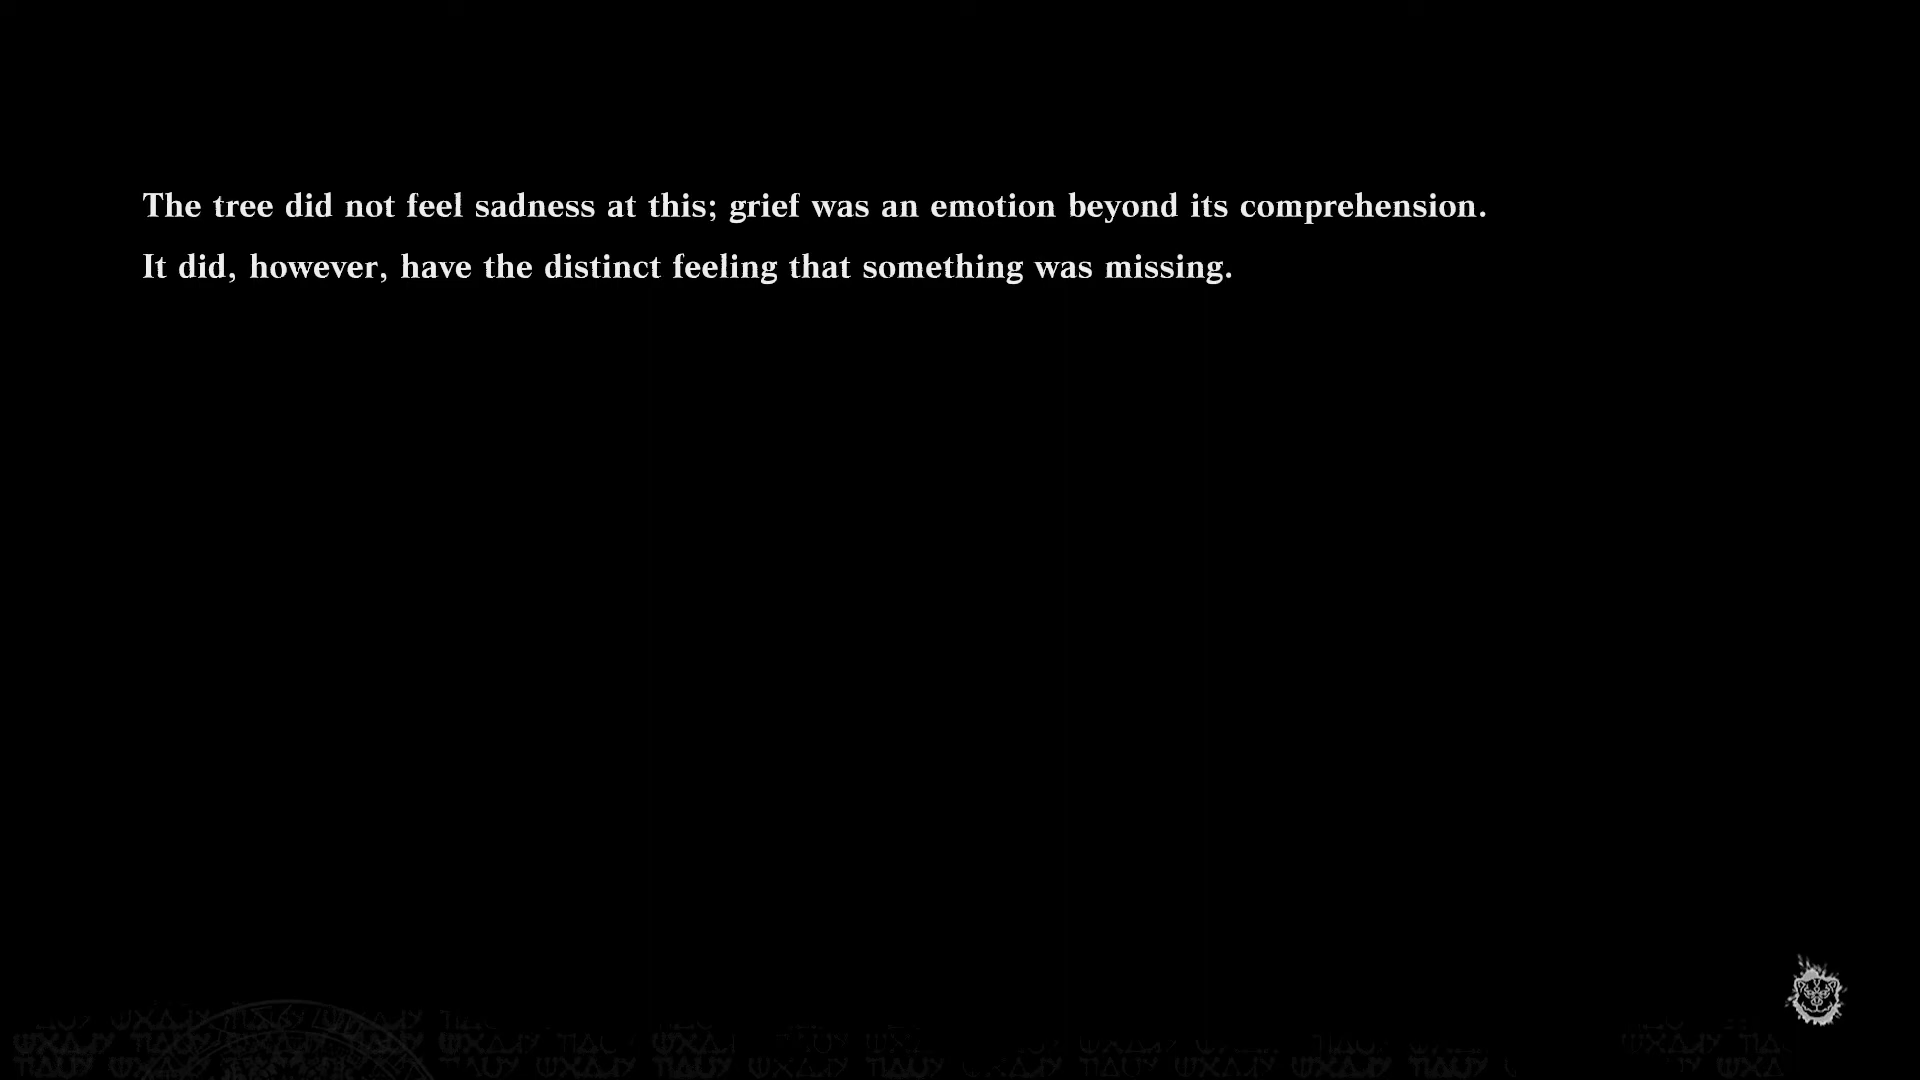 The tree did not feel sadness at this; grief was an emotion beyond its comprehension.
It did, however, have the distinct feeling that something was missing.